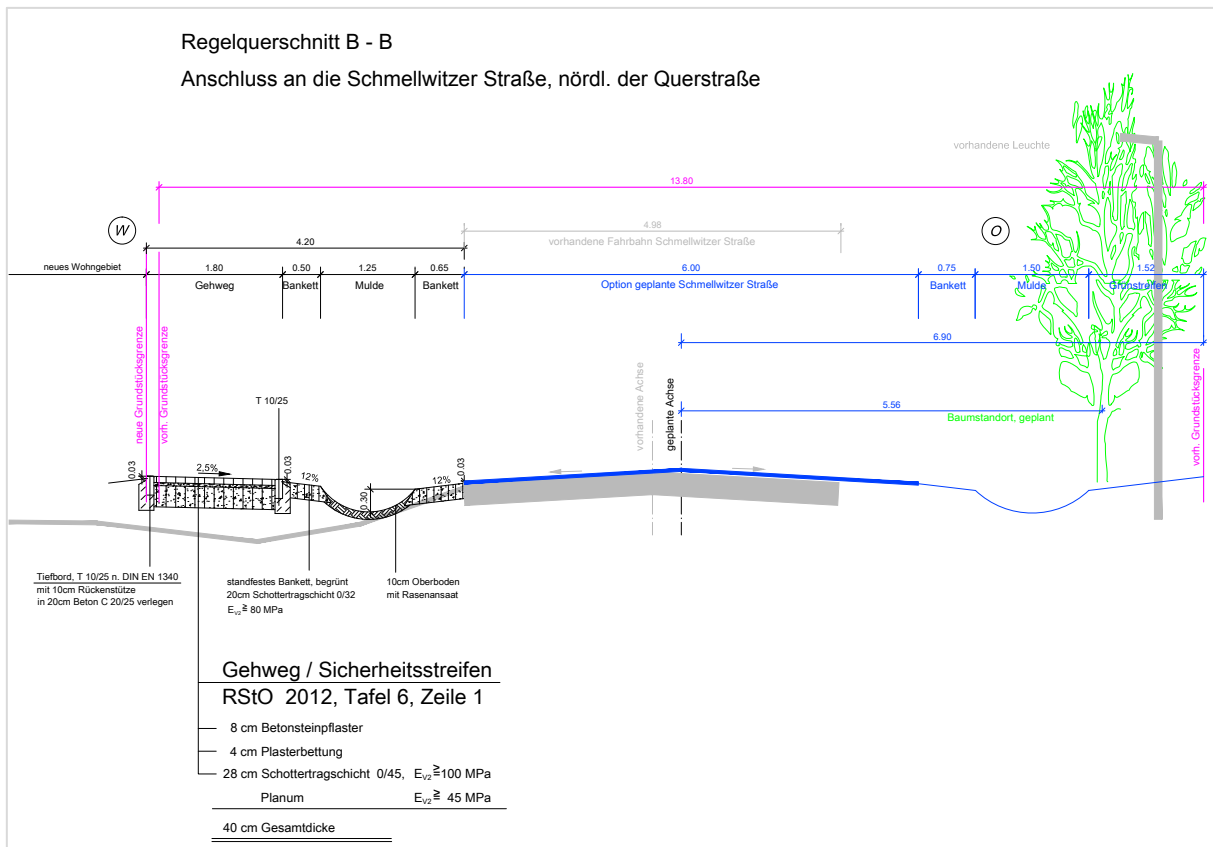 Regelquerschnitt B - B
Anschluss an die Schmellwitzer Straße, nördl. der Querstraße
vorhandene Leuchte
13.80
W
4.98
O
4.20
vorhandene Fahrbahn Schmellwitzer Straße
neues Wohngebiet
1.80
0.50
1.25
0.65
6.00
0.75
1.50
1.52
Gehweg
Bankett
Mulde
Bankett
Option geplante Schmellwitzer Straße
Bankett
Mulde
Grünstreifen
6.90
neue Grundstücksgrenze
vorh. Grundstücksgrenze
vorhandene Achse
geplante Achse
vorh. Grundstücksgrenze
T 10/25
5.56
Baumstandort, geplant
0.03
2,5%
0.03
12%
0.30
12%
0.03
Tiefbord, T 10/25 n. DIN EN 1340
mit 10cm Rückenstütze
in 20cm Beton C 20/25 verlegen
standfestes Bankett, begrünt
20cm Schottertragschicht 0/32
EV2 ≧ 80 MPa
10cm Oberboden
mit Rasenansaat
Gehweg / Sicherheitsstreifen
RStO 2012, Tafel 6, Zeile 1
8 cm Betonsteinpflaster
4 cm Plasterbettung
28 cm Schottertragschicht 0/45, EV2 ≧ 100 MPa
Planum EV2 ≧ 45 MPa
40 cm Gesamtdicke